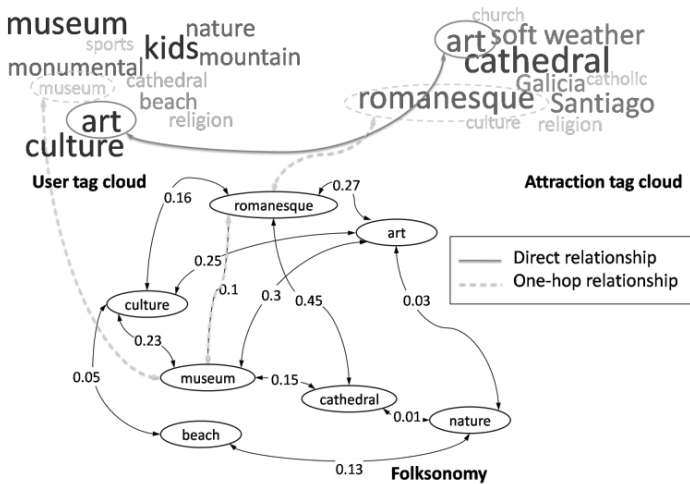 museum
nature
sports
kids
mountain
monumental
cathedral
museum
beach
art
religion
culture
church
art
soft weather
cathedral
Galicia
catholic
romanesque
Santiago
culture
religion
User tag cloud
Attraction tag cloud
0.16
romanesque
0.27
art
0.25
0.1
0.3
0.45
0.03
culture
0.23
museum
0.15
0.05
cathedral
0.01
nature
beach
0.13
Folksonomy
Direct relationship
One-hop relationship